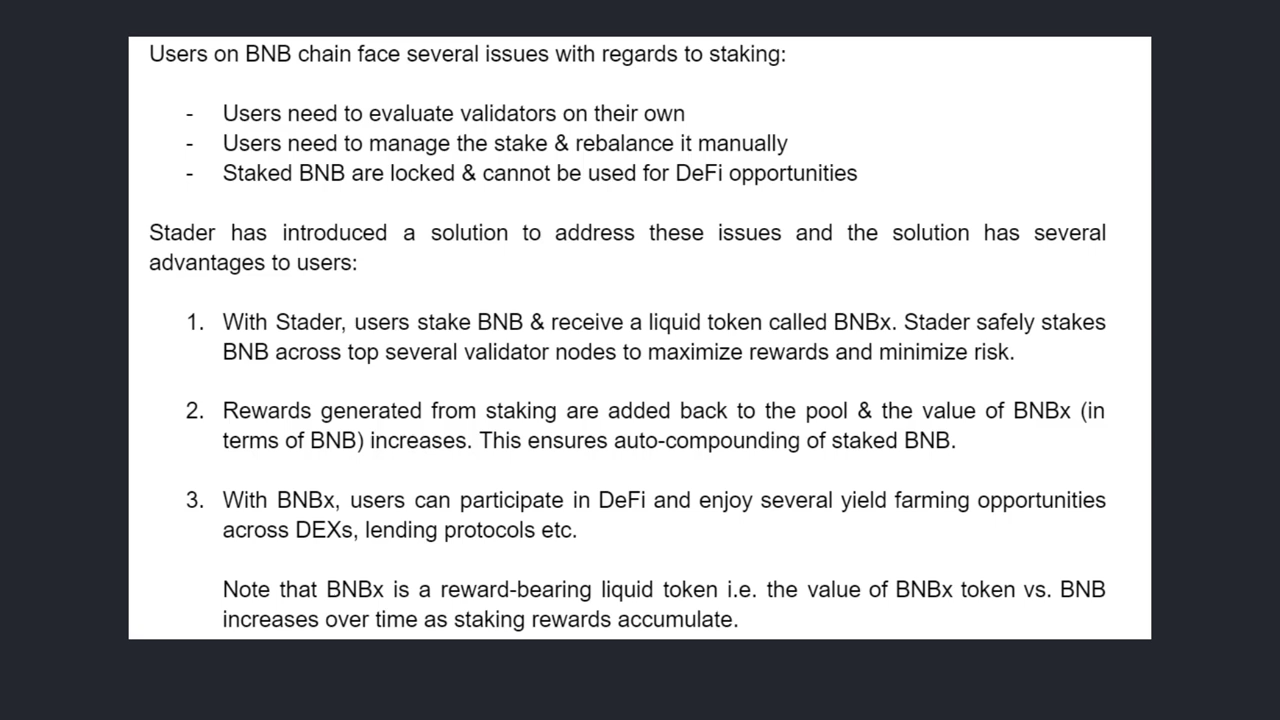 Users on BNB chain face several issues with regards to staking:
- Users need to evaluate validators on their own
- Users need to manage the stake & rebalance it manually
- Staked BNB are locked & cannot be used for DeFi opportunities
Stader has introduced a solution to address these issues and the solution has several
advantages to users:
1. With Stader, users stake BNB & receive a liquid token called BNBx. Stader safely stakes
BNB across top several validator nodes to maximize rewards and minimize risk.
2. Rewards generated from staking are added back to the pool & the value of BNBx (in
terms of BNB) increases. This ensures auto-compounding of staked BNB.
3. With BNBx, users can participate in DeFi and enjoy several yield farming opportunities
across DEXs, lending protocols etc.
Note that BNBx is a reward-bearing liquid token i.e. the value of BNBx token vs. BNB
increases over time as staking rewards accumulate.